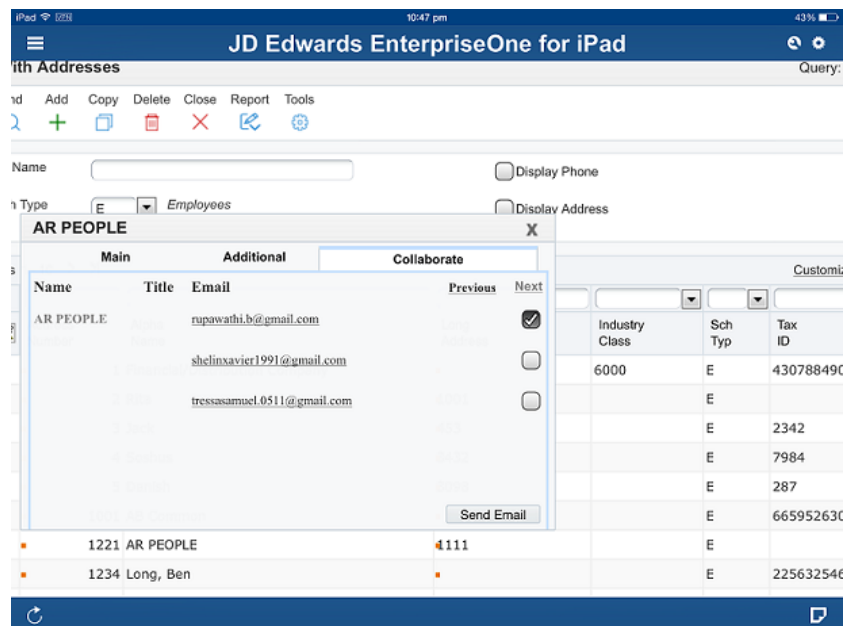 iPad 10:47 pm 43%
JD Edwards EnterpriseOne for iPad
ith Addresses Query:
nd Add Copy Delete Close Report Tools
Name Display Phone
n Type E Employees Display Address
AR PEOPLE X
Main Additional Collaborate
s Customiz
Name Title Email Previous Next
AR PEOPLE rupawathi.b@gmail.com
Industry Class Sch Typ Tax ID
shelinxavier1991@gmail.com
6000 E 430788490
tressasamuel.0511@gmail.com
E
E 2342
E 7984
E 287
Send Email
E 665952630
1221 AR PEOPLE 1111 E
1234 Long, Ben E 225632546